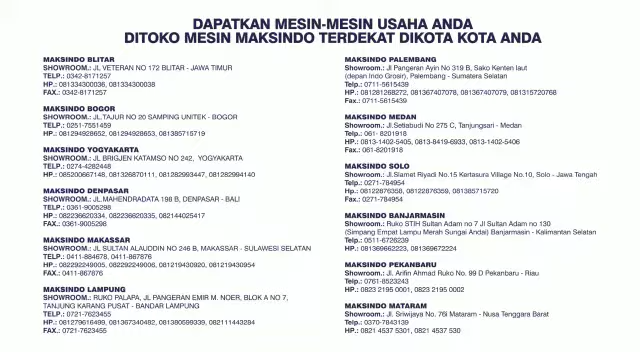 DAPATKAN MESIN-MESIN USAHA ANDA
DITOKO MESIN MAKSINDO TERDEKAT DIKOTA KOTA ANDA
MAKSINDO BLITAR
SHOWROOM.: JL VETERAN NO 172 BLITAR - JAWA TIMUR
TELP.: 0342-8171257
HP.: 081334300036, 081334300038
FAX.: 0342-8171257
MAKSINDO BOGOR
SHOWROOM.: JL.TAJUR NO 20 SAMPING UNITEK - BOGOR
TELP.: 0251-7551459
HP.: 081294928652, 081294928653, 081385715719
MAKSINDO YOGYAKARTA
SHOWROOM.: JL BRIGJEN KATAMSO NO 242, YOGYAKARTA
TELP.: 0274-4282448
HP.: 085200667148, 081326870111, 081282993447, 081282994140
MAKSINDO DENPASAR
SHOWROOM.: JL.MAHENDRADATA 198 B, DENPASAR - BALI
TELP.: 0361-9005298
HP.: 082236620334, 082236620335, 082144025417
FAX.: 0361-9005298
MAKSINDO MAKASSAR
SHOWROOM.: JL SULTAN ALAUDDIN NO 246 B, MAKASSAR - SULAWESI SELATAN
TELP.: 0411-884678, 0411-867876
HP.: 082292249005, 082292249006, 081219430920, 081219430954
FAX.: 0411-867876
MAKSINDO LAMPUNG
SHOWROOM.: RUKO PALAPA, JL PANGERAN EMIR M. NOER, BLOK A NO 7,
TANJUNG KARANG PUSAT - BANDAR LAMPUNG
TELP.: 0721-7623455
HP.: 081279616499, 081367340482, 081380599339, 082111443284
FAX.: 0721-7623455
MAKSINDO PALEMBANG
Showroom.: Jl Pangeran Ayin No 319 B, Sako Kenten laut
(depan Indo Grosir), Palembang - Sumatera Selatan
Telp.: 0711-5615439
HP.: 081281268272, 081367407078, 081367407079, 081315720768
Fax.: 0711-5615439
MAKSINDO MEDAN
Showroom.: Jl.Setiabudi No 275 C, Tanjungsari - Medan
Telp.: 061- 8201918
HP.: 0813-1402-5405, 0813-8419-6933, 0813-1402-5406
Fax.: 061-8201918
MAKSINDO SOLO
Showroom.: Jl.Slamet Riyadi No.15 Kertasura Village No.10, Solo - Jawa Tengah
Telp.: 0271-784954
Hp.: 08122876358, 08122876359, 081385715720
Fax.: 0271-784954
MAKSINDO BANJARMASIN
Showroom.: Ruko STIH Sultan Adam no 7 Jl Sultan Adam no 130
(Simpang Empat Lampu Merah Sungai Andai) Banjarmasin - Kalimantan Selatan
Telp.: 0511-6726239
HP.: 081369662223, 081369672224
MAKSINDO PEKANBARU
Showroom.: Jl. Arifin Ahmad Ruko No. 99 D Pekanbaru - Riau
Telp.: 0761-8523243
HP.: 0823 2195 0001, 0823 2195 0002
MAKSINDO MATARAM
Showroom.: Jl. Sriwijaya No. 76i Mataram - Nusa Tenggara Barat
Telp.: 0370-7843139
HP.: 0821 4537 5301, 0821 4537 530